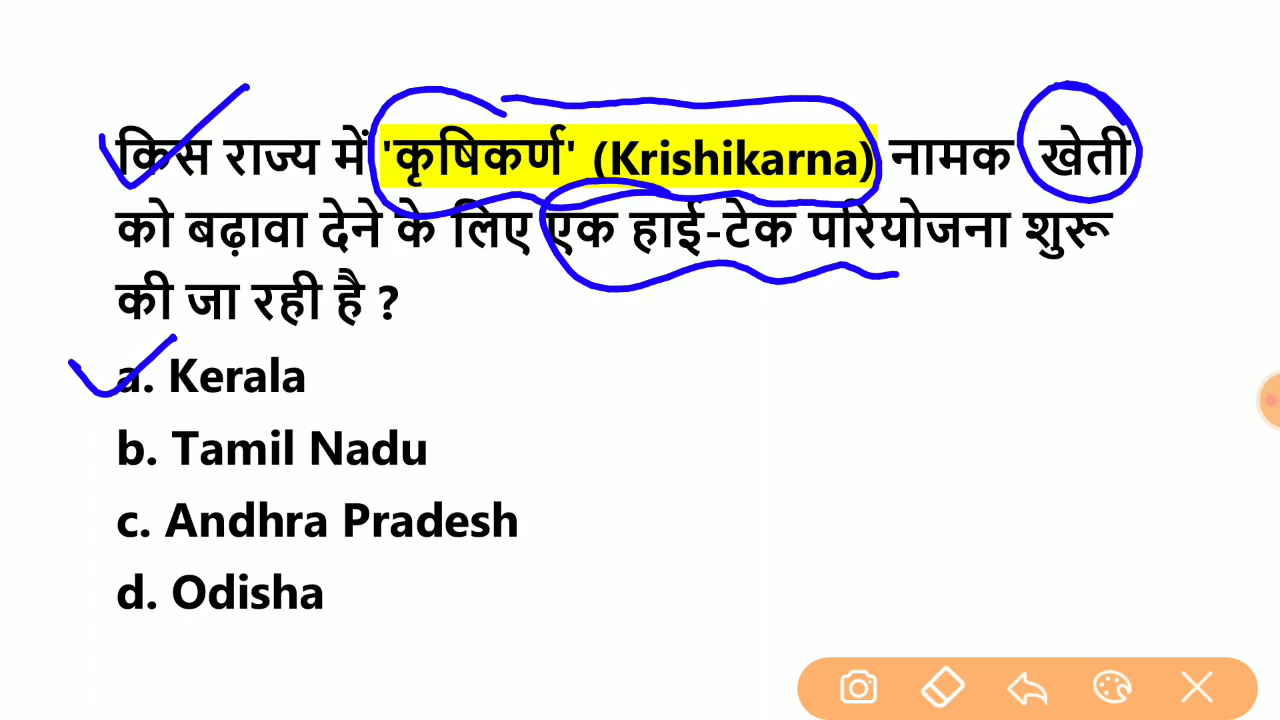 किस राज्य में 'कृषिकर्ण' (Krishikarna) नामक खेती
को बढ़ावा देने के लिए एक हाई-टेक परियोजना शुरू
की जा रही है ?
a. Kerala
b. Tamil Nadu
c. Andhra Pradesh
d. Odisha